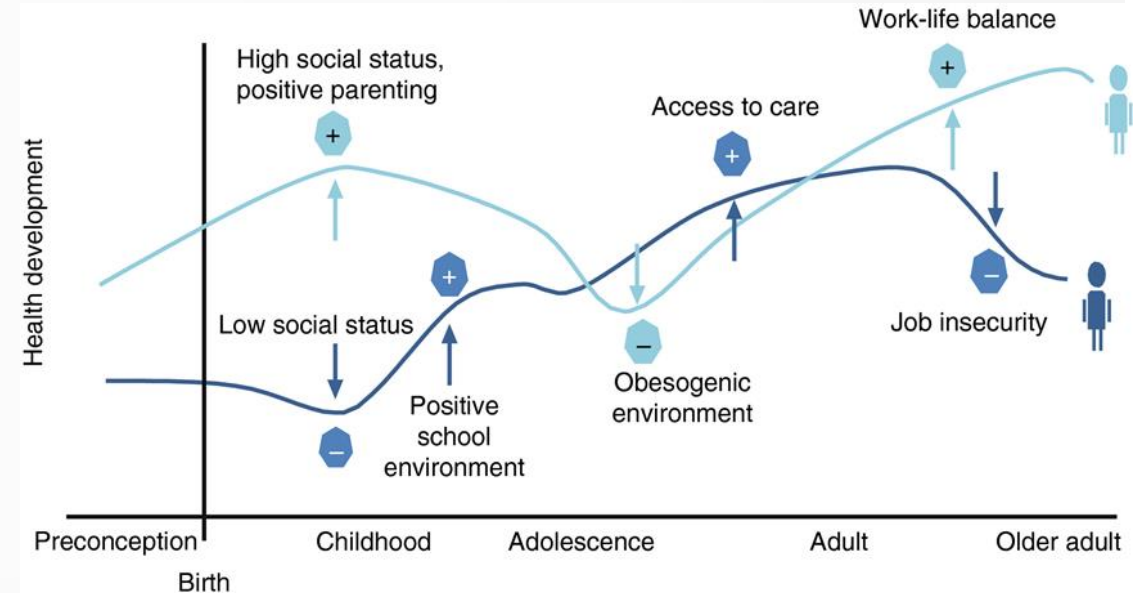 Work-life balance
+
High social status,
positive parenting
+
Access to care
+
Health development
+
Low social status
−
Positive
school
environment
−
Obesogenic
environment
−
Job insecurity
Preconception
Childhood
Adolescence
Adult
Older adult
Birth